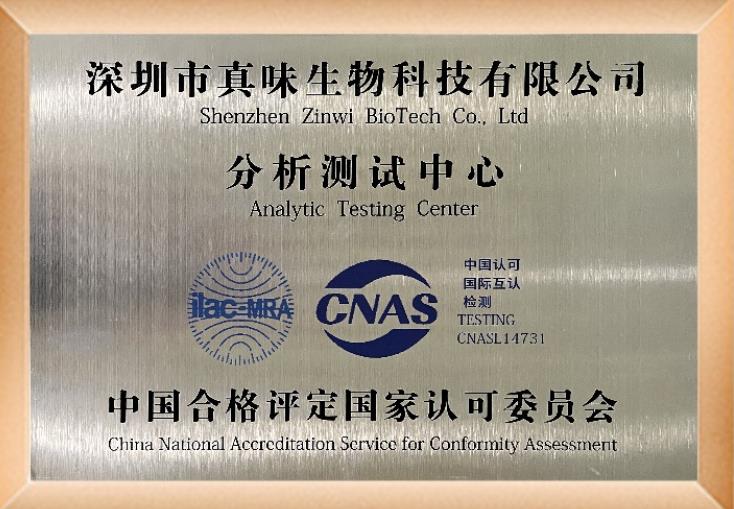 深圳市真味生物科技有限公司
Shenzhen Zinwi BioTech Co., Ltd
分析测试中心
Analytic Testing Center
ilac-MRA
CNAS
中国认可
国际互认
检测
TESTING
CNASL14731
中国合格评定国家认可委员会
China National Accreditation Service for Conformity Assessment